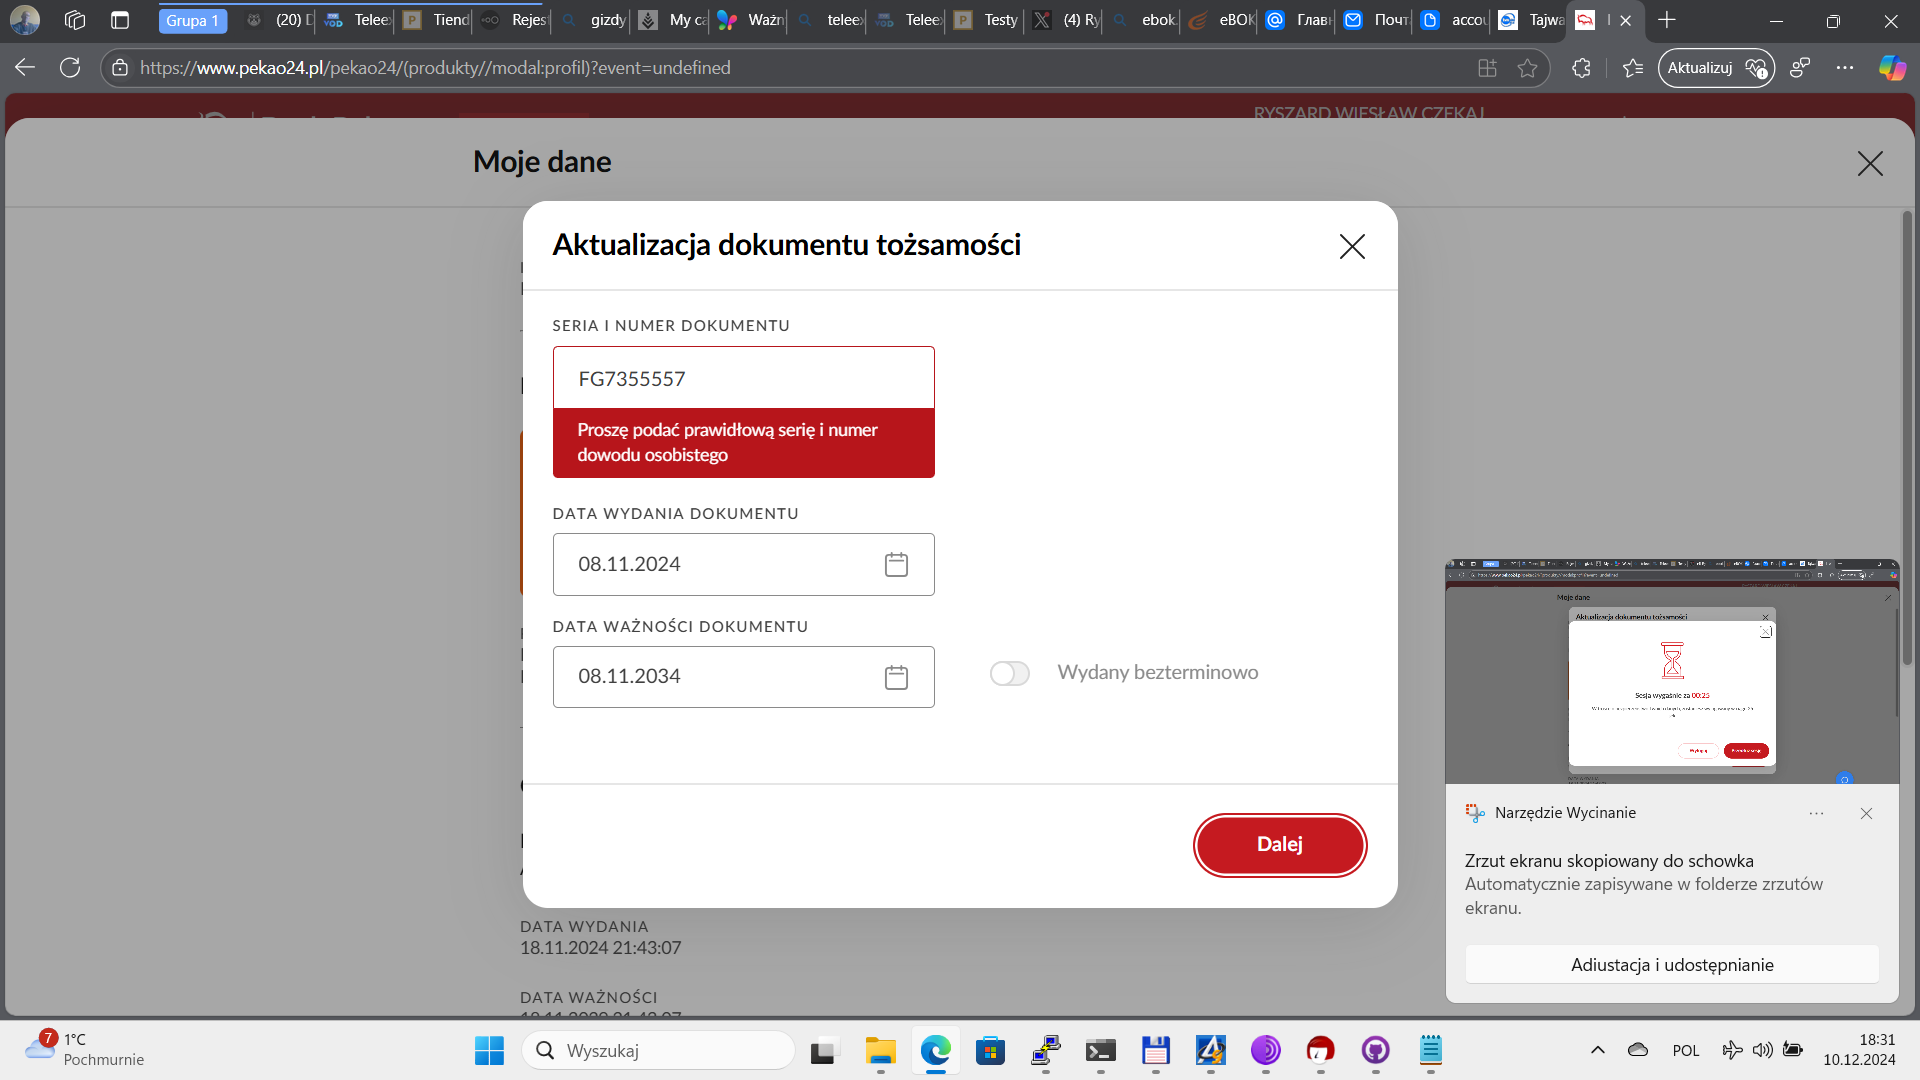 Grupa 1
(20)
Tiend
Rejes
gizdy
My ca
Ważn
Testy
(4) Ry
ebok.
eBOK
Главн
Почт
accou
Tajwa
https://www.pekao24.pl/pekao24/(produkty//modal:profil)?event=undefined
Aktualizuj
RYSZARD WIESŁAW CZEKAJ
Moje dane
Aktualizacja dokumentu tożsamości
SERIA I NUMER DOKUMENTU
FG7355557
Proszę podać prawidłową serię i numer
dowodu osobistego
DATA WYDANIA DOKUMENTU
08.11.2024
DATA WAŻNOŚCI DOKUMENTU
08.11.2034
Wydany bezterminowo
Dalej
DATA WYDANIA
18.11.2024 21:43:07
DATA WAŻNOŚCI
Moje dane
Aktualizacja dokumentu tożsamości
Sesja wygaśnie za 00:25
Narzędzie Wycinanie
Zrzut ekranu skopiowany do schowka
Automatycznie zapisywane w folderze zrzutów
ekranu.
Adiustacja i udostępnianie
7
1°C
Pochmurnie
Wyszukaj
POL
18:31
10.12.2024